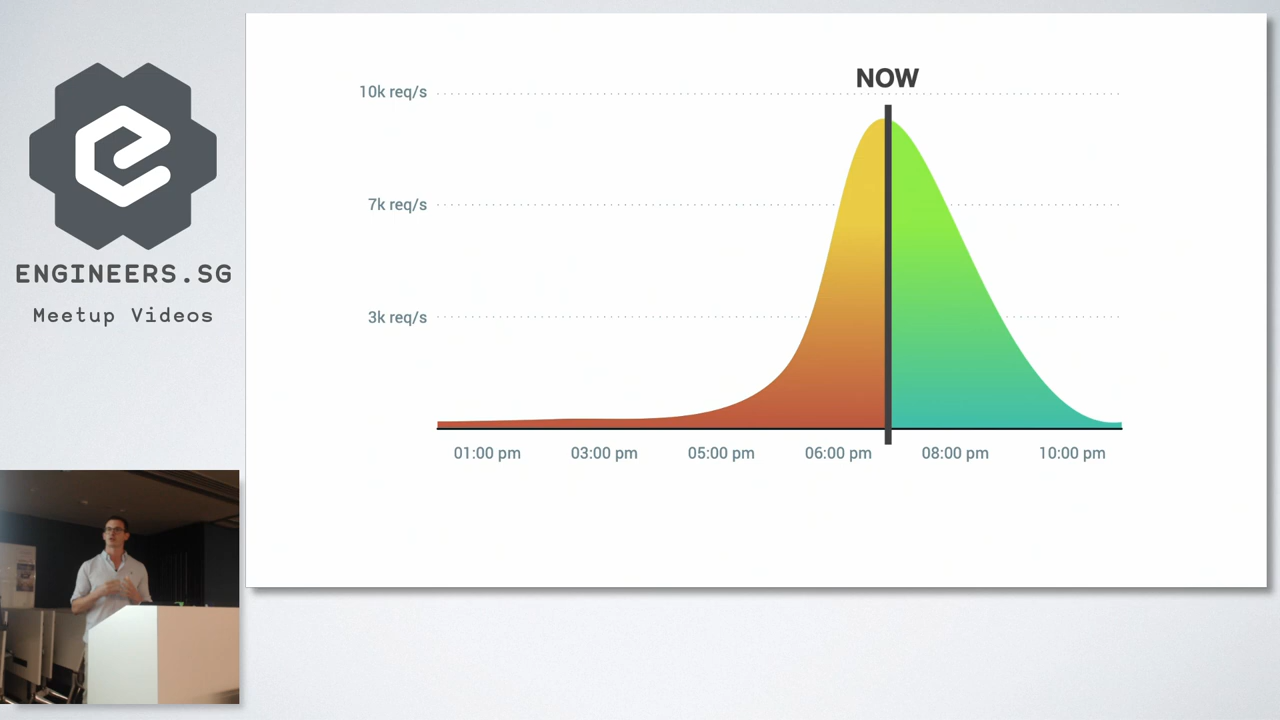 ENGINEERS.SG
Meetup Videos
NOW
10k req/s
7k req/s
3k req/s
01:00 pm 03:00 pm 05:00 pm 06:00 pm 08:00 pm 10:00 pm